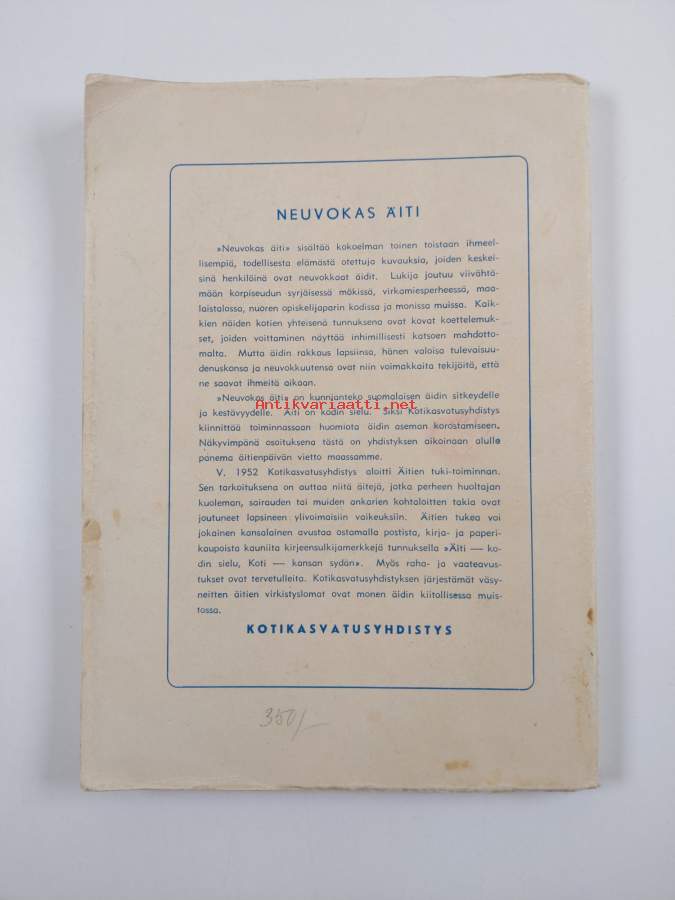 NEUVOKAS ÄITI
»Neuvokas äiti» sisältää kokoelman toinen toistaan ihmeel-
lisempiä, todellisesta elämästä otettuja kuvauksia, joiden keskei-
sinä henkilöinä ovat neuvokkaat äidit. Lukija joutuu viivähtä-
mään korpiseudun syrjäisessä mökissä, virkamiesperheessä, maa-
laistalossa, nuoren opiskelijaparin kodissa ja monissa muissa. Kaik-
kien näiden kotien yhteisenä tunnuksena ovat kovat koettelemuk-
set, joiden voittaminen näyttää inhimillisesti katsoen mahdotto-
malta. Mutta äidin rakkaus lapsiinsa, hänen valoisa tulevaisuu-
denuskonsa ja neuvokkuutensa ovat niin voimakkaita tekijöitä, että
ne saavat ihmeitä aikaan.
»Neuvokas äiti» on kunnianteko suomalaisen äidin sitkeydelle
Antikvariaatti.net
ja kestävyydelle. Äiti on kodin sielu. Siksi Kotikasvatusyhdistys
kiinnittää toiminnassaan huomiota äidin aseman korostamiseen.
Näkyvimpänä osoituksena tästä on yhdistyksen aikoinaan alulle
panema äitienpäivän vietto maassamme.
V. 1952 Kotikasvatusyhdistys aloitti Äitien tuki-toiminnan.
Sen tarkoituksena on auttaa niitä äitejä, jotka perheen huoltajan
kuoleman, sairauden tai muiden ankarien kohtaloitten takia ovat
joutuneet lapsineen ylivoimaisiin vaikeuksiin. Äitien tukea voi
jokainen kansalainen avustaa ostamalla postista, kirja- ja paperi-
kaupoista kauniita kirjeensulkijamerkkejä tunnuksella »Äiti — ko-
din sielu, Koti — kansan sydän». Myös raha- ja vaateavus-
tukset ovat tervetulleita. Kotikasvatusyhdistyksen järjestämät väsy-
neitten äitien virkistyslomat ovat monen äidin kiitollisessa muis-
tossa.
KOTIKASVATUSYHDISTYS
350/—